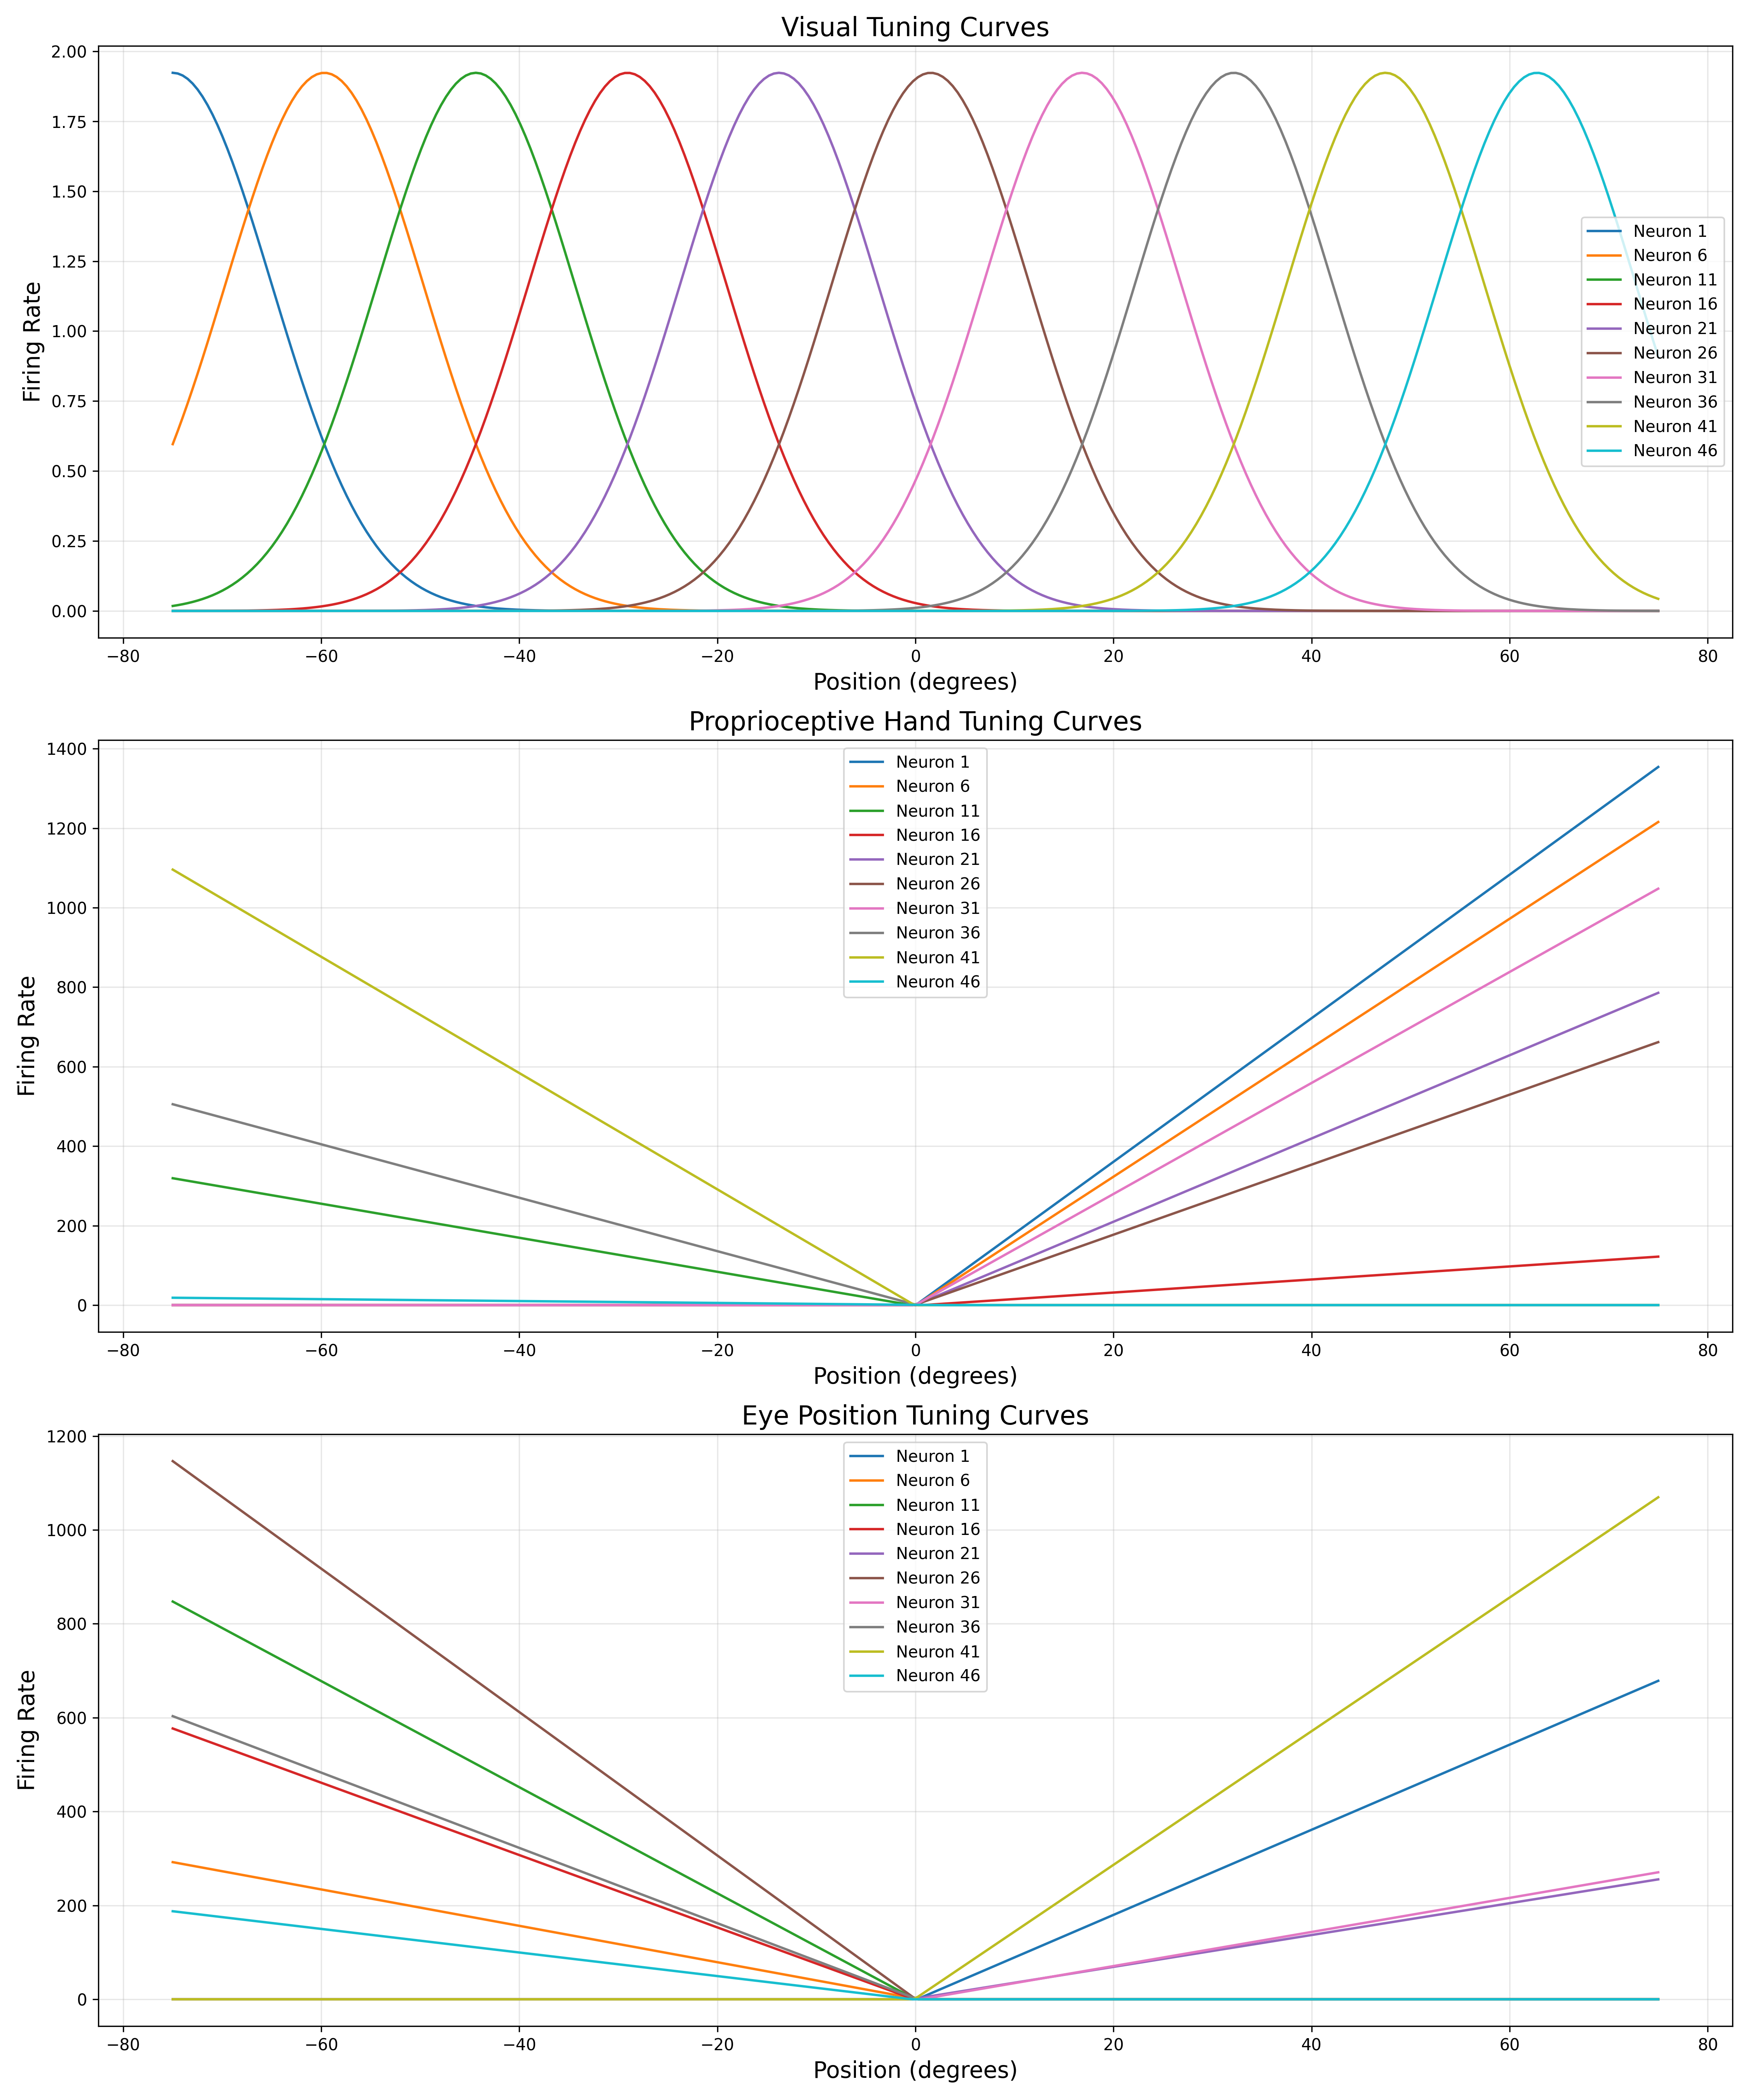 Visual Tuning Curves
2.00
1.75
1.50
1.25
1.00
0.75
0.50
0.25
0.00
Firing Rate
Neuron 1
Neuron 6
Neuron 11
Neuron 16
Neuron 21
Neuron 26
Neuron 31
Neuron 36
Neuron 41
Neuron 46
−80 −60 −40 −20 0 20 40 60 80
Position (degrees)
Proprioceptive Hand Tuning Curves
1400
1200
1000
800
600
400
200
0
Firing Rate
Neuron 1
Neuron 6
Neuron 11
Neuron 16
Neuron 21
Neuron 26
Neuron 31
Neuron 36
Neuron 41
Neuron 46
−80 −60 −40 −20 0 20 40 60 80
Position (degrees)
Eye Position Tuning Curves
1200
1000
800
600
400
200
0
Firing Rate
Neuron 1
Neuron 6
Neuron 11
Neuron 16
Neuron 21
Neuron 26
Neuron 31
Neuron 36
Neuron 41
Neuron 46
−80 −60 −40 −20 0 20 40 60 80
Position (degrees)